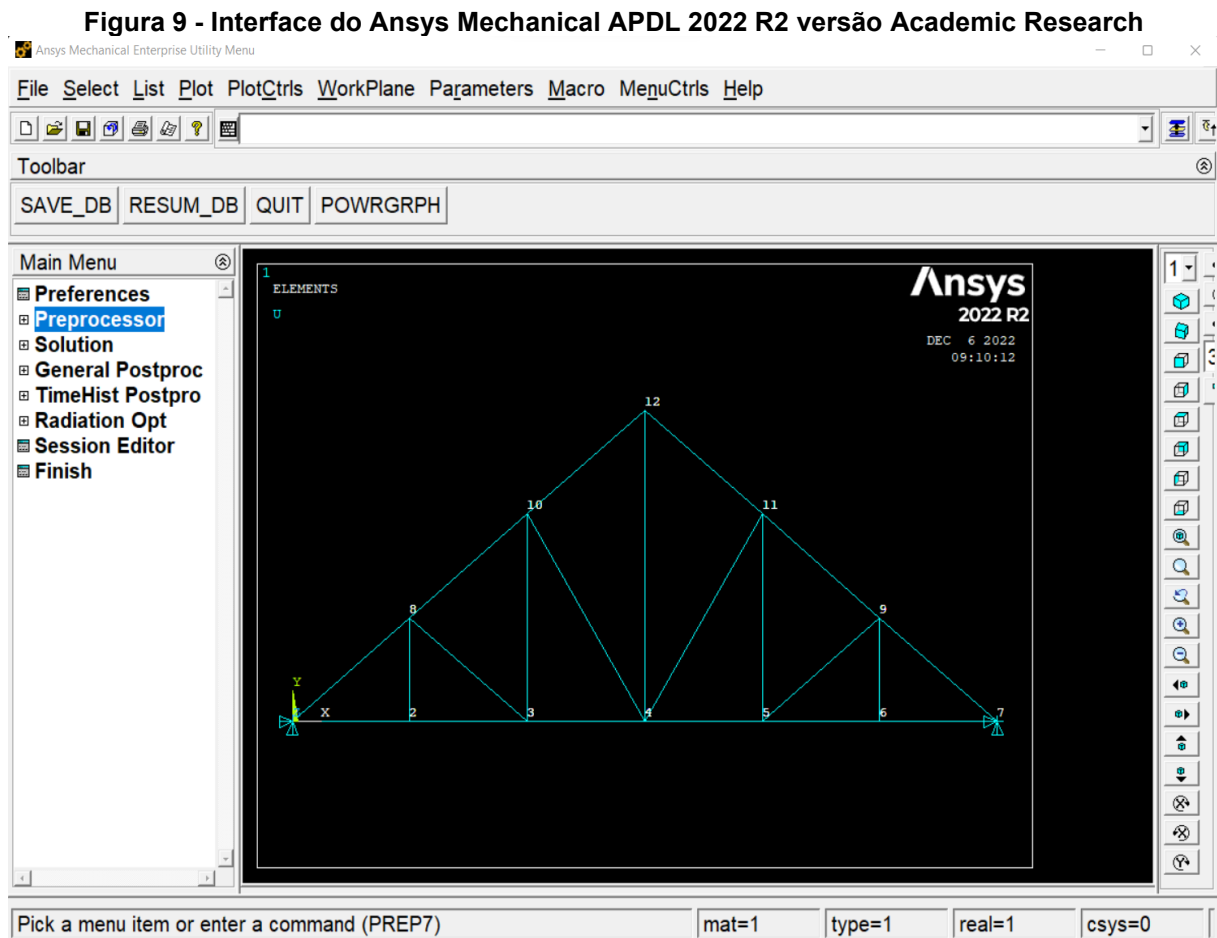 Figura 9 - Interface do Ansys Mechanical APDL 2022 R2 versão Academic Research
Ansys Mechanical Enterprise Utility Menu
File Select List Plot PlotCtrls WorkPlane Parameters Macro MenuCtrls Help
Toolbar
SAVE_DB RESUM_DB QUIT POWRGRPH
Main Menu
Preferences
Preprocessor
Solution
General Postproc
TimeHist Postpro
Radiation Opt
Session Editor
Finish
1
ELEMENTS
U
Ansys
2022 R2
DEC 6 2022
09:10:12
12
10 11
8 9
Y
X 2 3 4 5 6 7
1
3
Pick a menu item or enter a command (PREP7) mat=1 type=1 real=1 csys=0